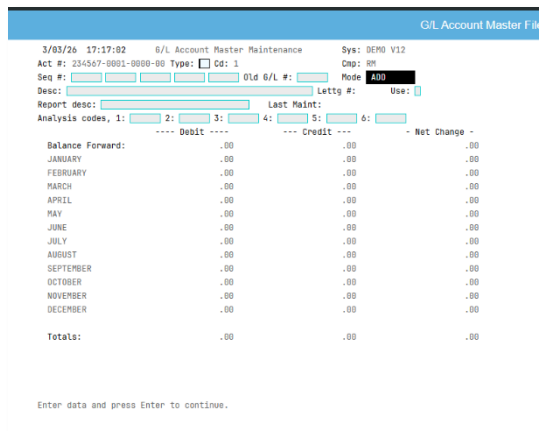 G/L Account Master File
3/03/26 17:17:02 G/L Account Master Maintenance Sys: DEMO V12
Act #: 234567-0001-0000-00 Type: Cd: 1 Cmp: RM
Seq #: Old G/L #: Mode ADD
Desc: Lettg #: Use:
Report desc: Last Maint:
Analysis codes, 1: 2: 3: 4: 5: 6:
---- Debit ---- --- Credit --- - Net Change -
Balance Forward: .00 .00 .00
JANUARY .00 .00 .00
FEBRUARY .00 .00 .00
MARCH .00 .00 .00
APRIL .00 .00 .00
MAY .00 .00 .00
JUNE .00 .00 .00
JULY .00 .00 .00
AUGUST .00 .00 .00
SEPTEMBER .00 .00 .00
OCTOBER .00 .00 .00
NOVEMBER .00 .00 .00
DECEMBER .00 .00 .00
Totals: .00 .00 .00
Enter data and press Enter to continue.